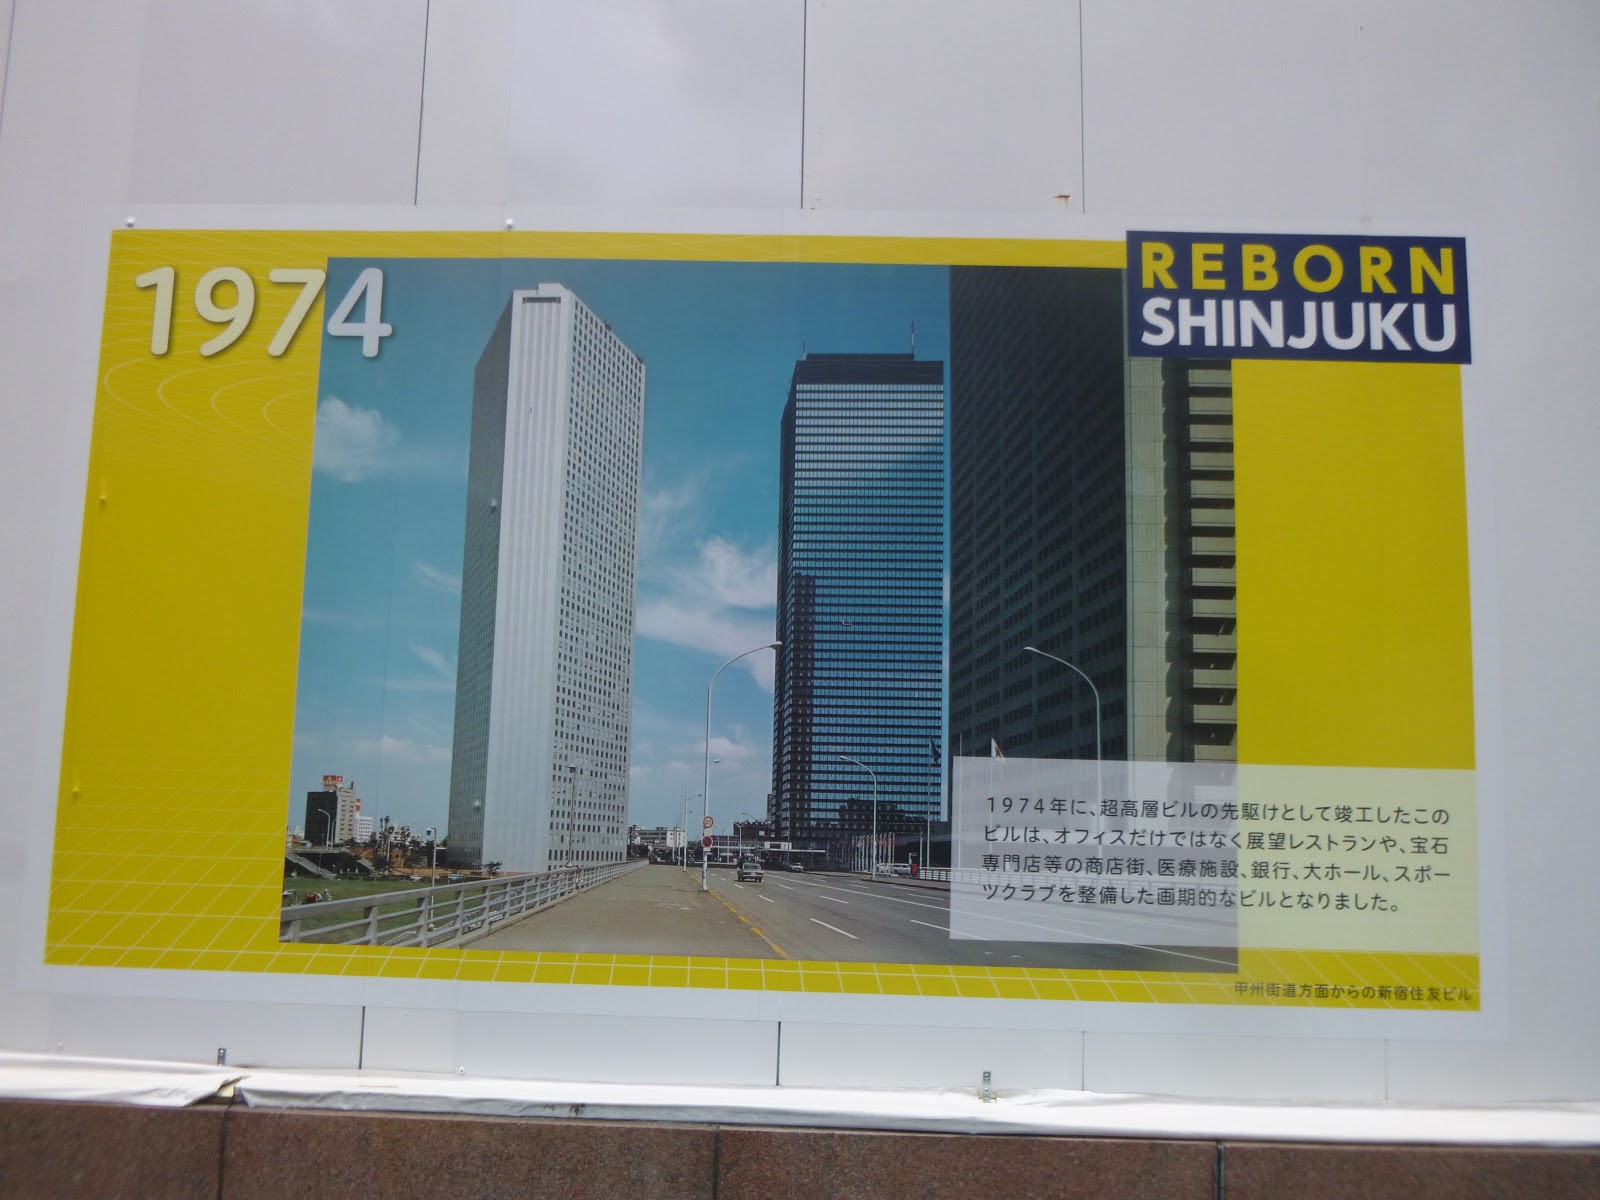 1974
REBORN
SHINJUKU
1974年に、超高層ビルの先駆けとして竣工したこの
ビルは、オフィスだけではなく展望レストランや、宝石
専門店等の商店街、医療施設、銀行、大ホール、スポー
ツクラブを整備した画期的なビルとなりました。
甲州街道方面からの新宿住友ビル